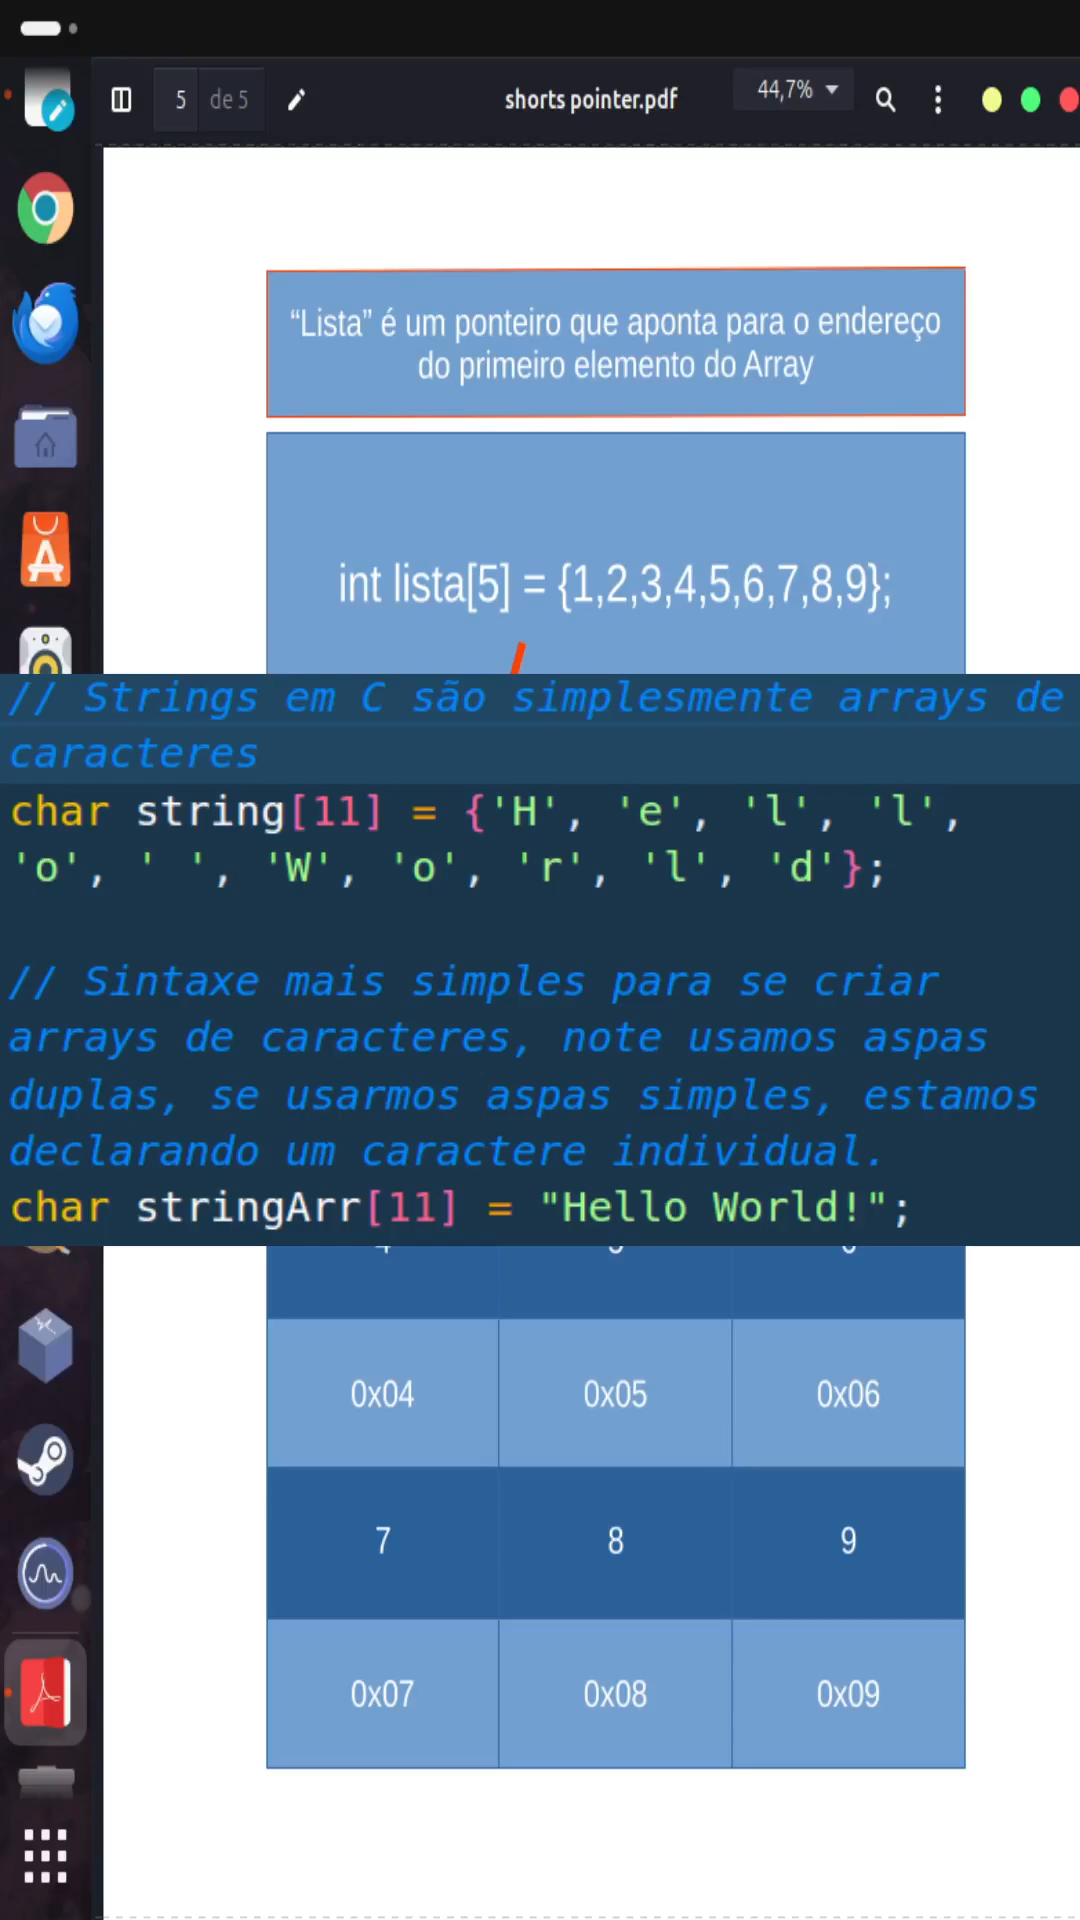 5 de 5
shorts pointer.pdf
44,7%
“Lista” é um ponteiro que aponta para o endereço
do primeiro elemento do Array
int lista[5] = {1,2,3,4,5,6,7,8,9};
// Strings em C são simplesmente arrays de
caracteres
char string[11] = {'H', 'e', 'l', 'l',
'o', ' ', 'W', 'o', 'r', 'l', 'd'};
// Sintaxe mais simples para se criar
arrays de caracteres, note usamos aspas
duplas, se usarmos aspas simples, estamos
declarando um caractere individual.
char stringArr[11] = "Hello World!";
0x04 0x05 0x06
7 8 9
0x07 0x08 0x09